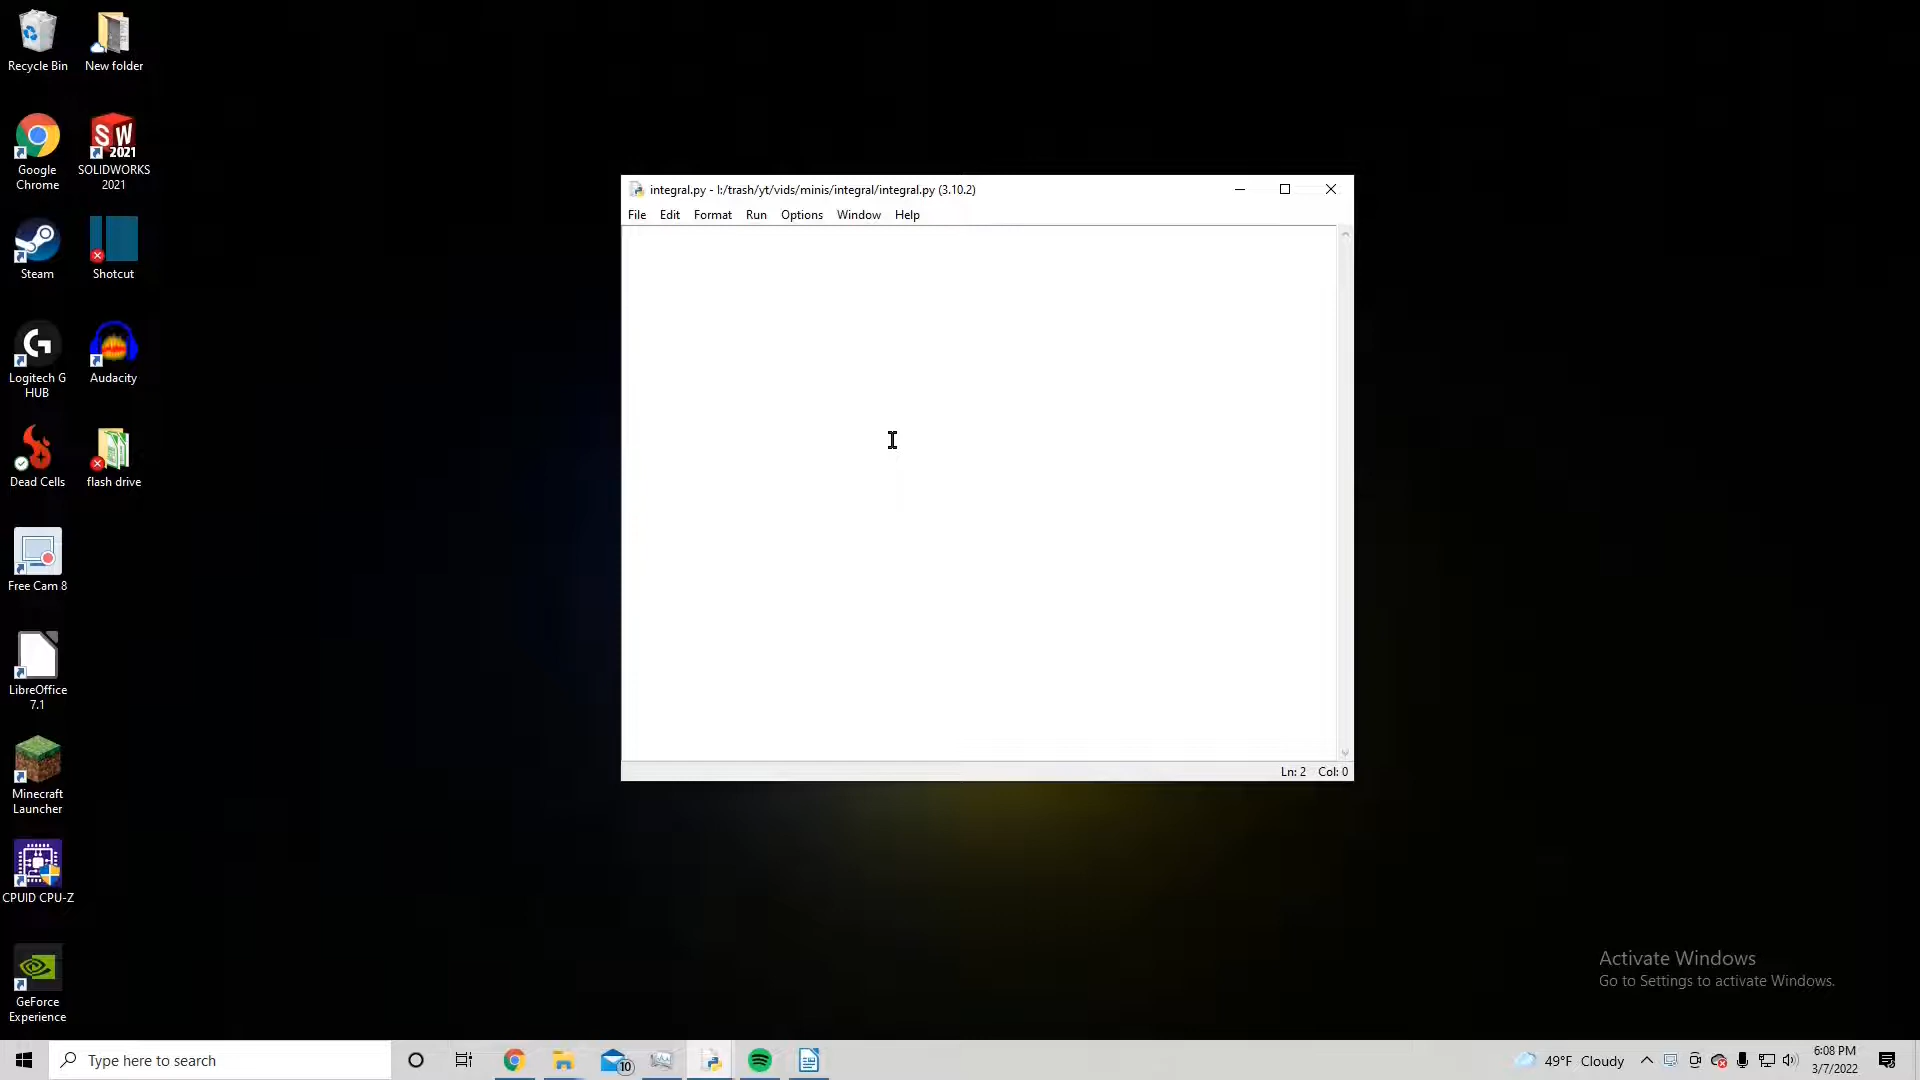 Recycle Bin
New folder
Google
Chrome
SW
2021
SOLIDWORKS
2021
Steam
Shotcut
Logitech G
HUB
Audacity
Dead Cells
flash drive
Free Cam 8
LibreOffice
7.1
Minecraft
Launcher
CPUID CPU-Z
GeForce
Experience
integral.py - I:/trash/yt/vids/minis/integral/integral.py (3.10.2)
File Edit Format Run Options Window Help
Ln: 2 Col: 0
Activate Windows
Go to Settings to activate Windows.
Type here to search
10
49°F Cloudy
6:08 PM
3/7/2022